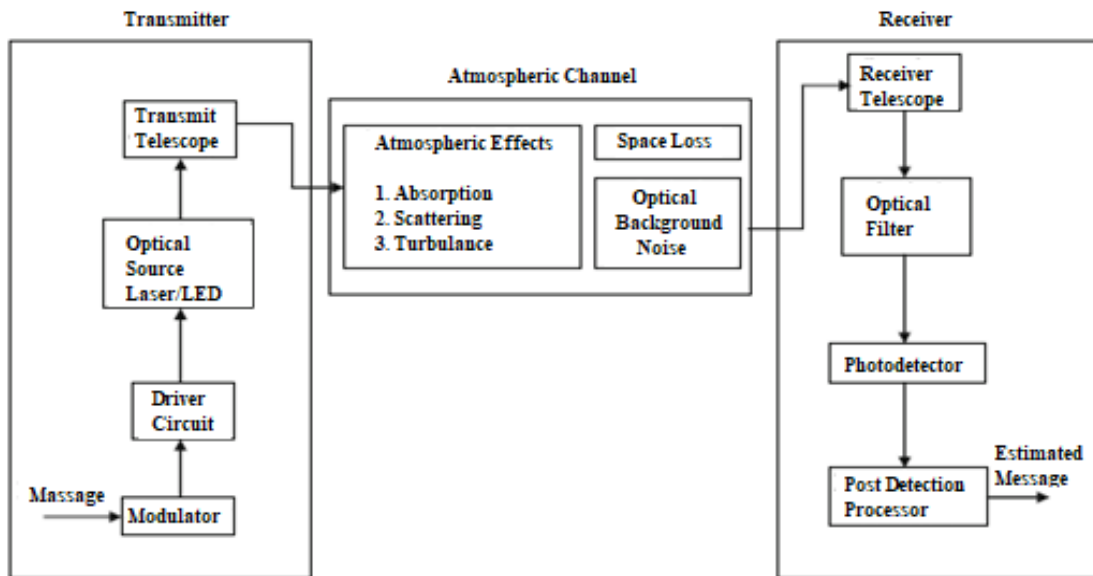 Transmitter
Receiver
Atmospheric Channel
Transmit
Telescope
Optical
Source
Laser/LED
Driver
Circuit
Massage
Modulator
Atmospheric Effects
1. Absorption
2. Scattering
3. Turbulance
Space Loss
Optical
Background
Noise
Receiver
Telescope
Optical
Filter
Photodetector
Post Detection
Processor
Estimated
Message